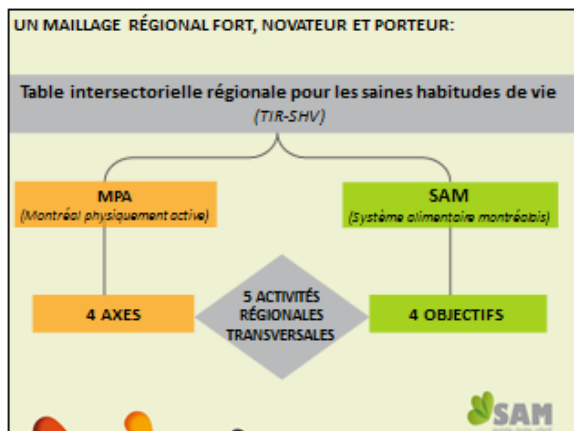 UN MAILLAGE RÉGIONAL FORT, NOVATEUR ET PORTEUR:
Table intersectorielle régionale pour les saines habitudes de vie
(TIR-SHV)
MPA
(Montréal physiquement active)
SAM
(Système alimentaire montréalais)
4 AXES
5 ACTIVITÉS
RÉGIONALES
TRANSVERSALES
4 OBJECTIFS
SAM